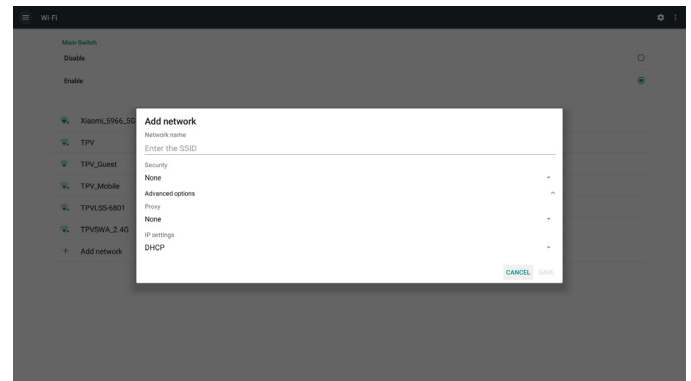 Wi-Fi
Main Switch
Disable
Enable
Xiaomi_5966_5G
TPV
TPV_Guest
TPV_Mobile
TPVLSS-6801
TPVSWA_2.4G
+ Add network
Add network
Network name
Enter the SSID
Security
None
Advanced options
Proxy
None
IP settings
DHCP
CANCEL SAVE